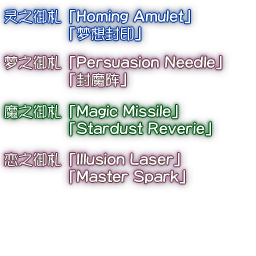 灵之御札「Homing Amulet」
「梦想封印」
梦之御札「Persuasion Needle」
「封魔阵」
魔之御札「Magic Missile」
「Stardust Reverie」
恋之御札「Illusion Laser」
「Master Spark」